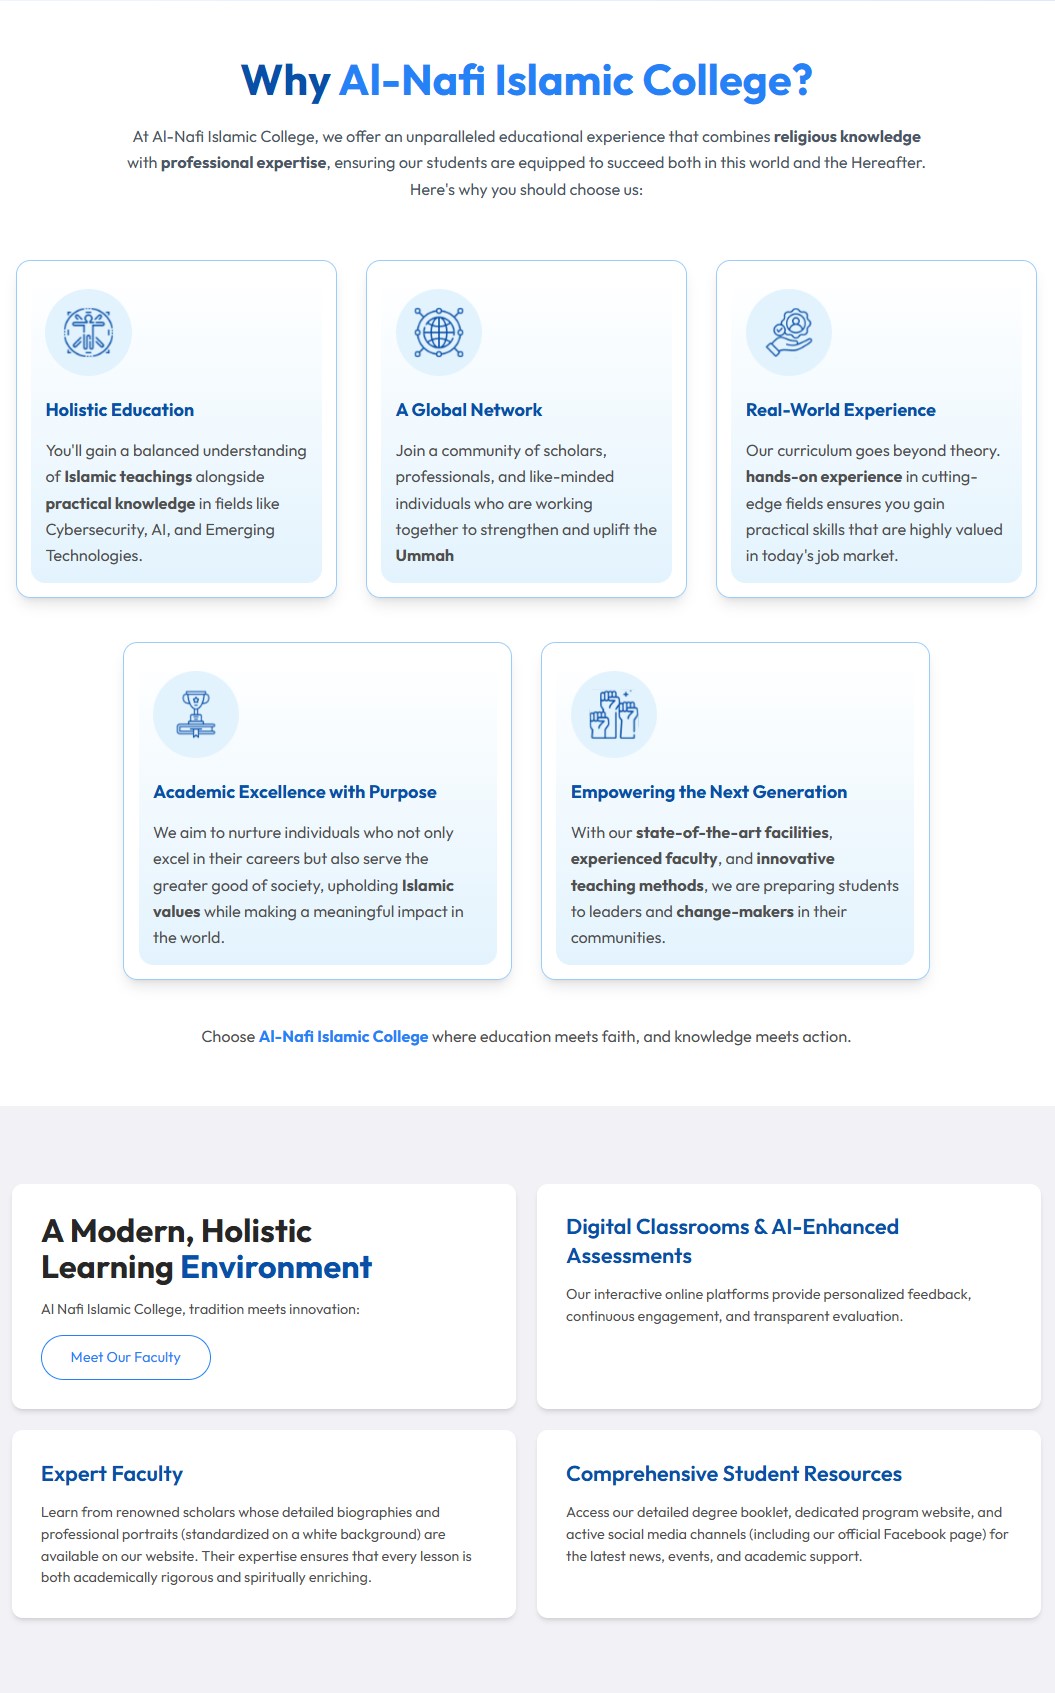 Why Al-Nafi Islamic College?
At Al-Nafi Islamic College, we offer an unparalleled educational experience that combines religious knowledge
with professional expertise, ensuring our students are equipped to succeed both in this world and the Hereafter.
Here's why you should choose us:
Holistic Education
You'll gain a balanced understanding
of Islamic teachings alongside
practical knowledge in fields like
Cybersecurity, AI, and Emerging
Technologies.
A Global Network
Join a community of scholars,
professionals, and like-minded
individuals who are working
together to strengthen and uplift the
Ummah
Real-World Experience
Our curriculum goes beyond theory.
hands-on experience in cutting-
edge fields ensures you gain
practical skills that are highly valued
in today's job market.
Academic Excellence with Purpose
We aim to nurture individuals who not only
excel in their careers but also serve the
greater good of society, upholding Islamic
values while making a meaningful impact in
the world.
Empowering the Next Generation
With our state-of-the-art facilities,
experienced faculty, and innovative
teaching methods, we are preparing students
to leaders and change-makers in their
communities.
Choose Al-Nafi Islamic College where education meets faith, and knowledge meets action.
A Modern, Holistic
Learning Environment
Al Nafi Islamic College, tradition meets innovation:
Meet Our Faculty
Digital Classrooms & AI-Enhanced
Assessments
Our interactive online platforms provide personalized feedback,
continuous engagement, and transparent evaluation.
Expert Faculty
Learn from renowned scholars whose detailed biographies and
professional portraits (standardized on a white background) are
available on our website. Their expertise ensures that every lesson is
both academically rigorous and spiritually enriching.
Comprehensive Student Resources
Access our detailed degree booklet, dedicated program website, and
active social media channels (including our official Facebook page) for
the latest news, events, and academic support.